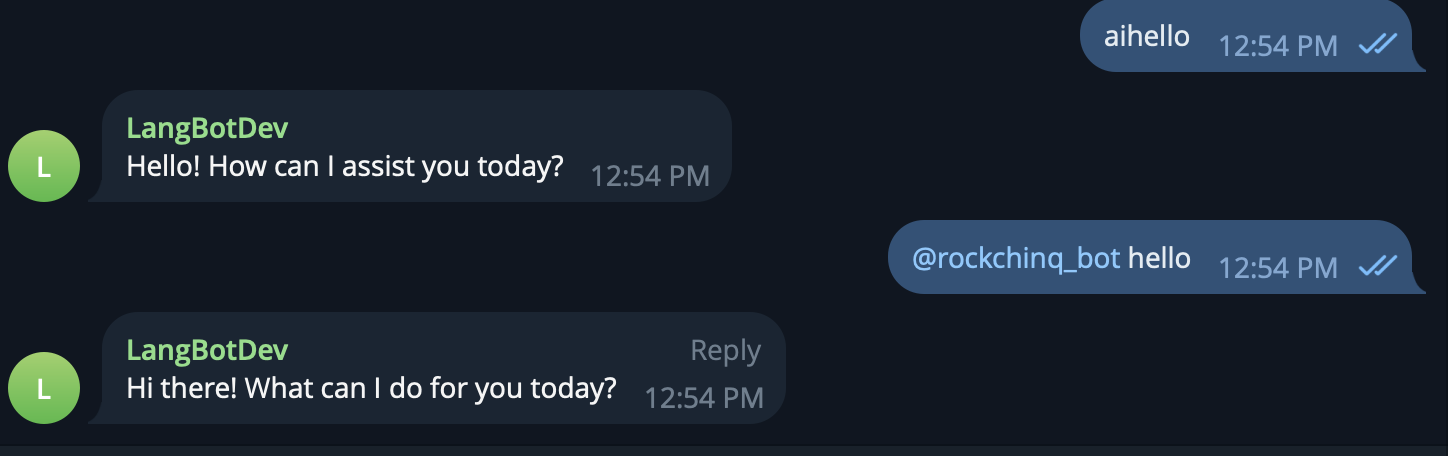 aihello 12:54 PM
LangBotDev
L
Hello! How can I assist you today? 12:54 PM
@rockchinq_bot hello 12:54 PM
LangBotDev Reply
L
Hi there! What can I do for you today? 12:54 PM